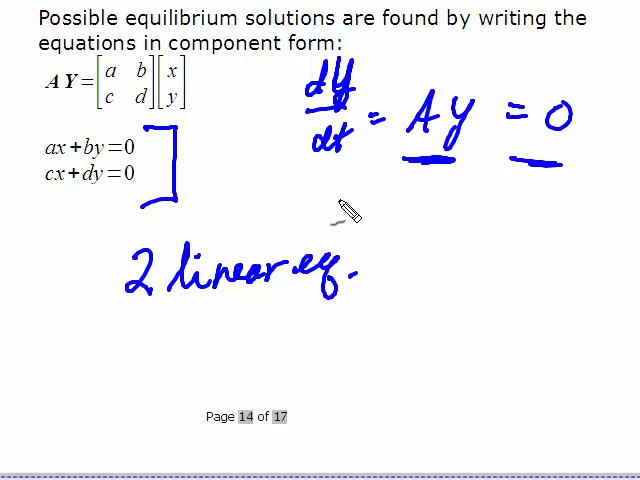 Possible equilibrium solutions are found by writing the
equations in component form:
A Y = [a b c d] [x y]
dy/dt = Ay = 0
ax+by=0
cx+dy=0
2 linear eq.
Page 14 of 17